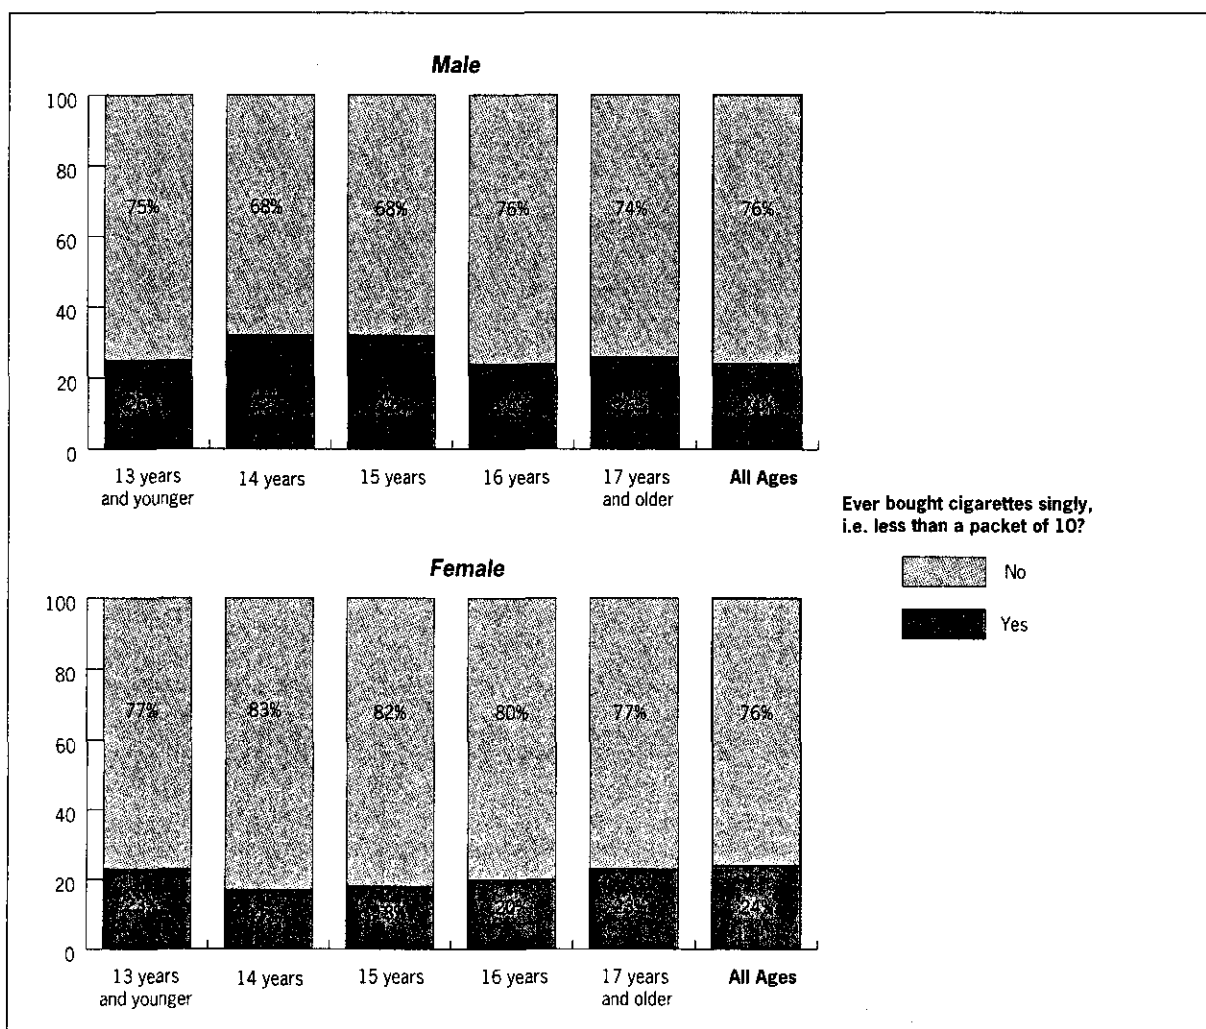 Male
100
80
60
40
20
0
75% 68% 68% 76% 74% 76%
13 years
and younger
14 years
15 years
16 years
17 years
and older
All Ages
Ever bought cigarettes singly,
i.e. less than a packet of 10?
No
Yes
Female
100
80
60
40
20
0
77% 83% 82% 80% 77% 76%
20% 23% 24%
13 years
and younger
14 years
15 years
16 years
17 years
and older
All Ages